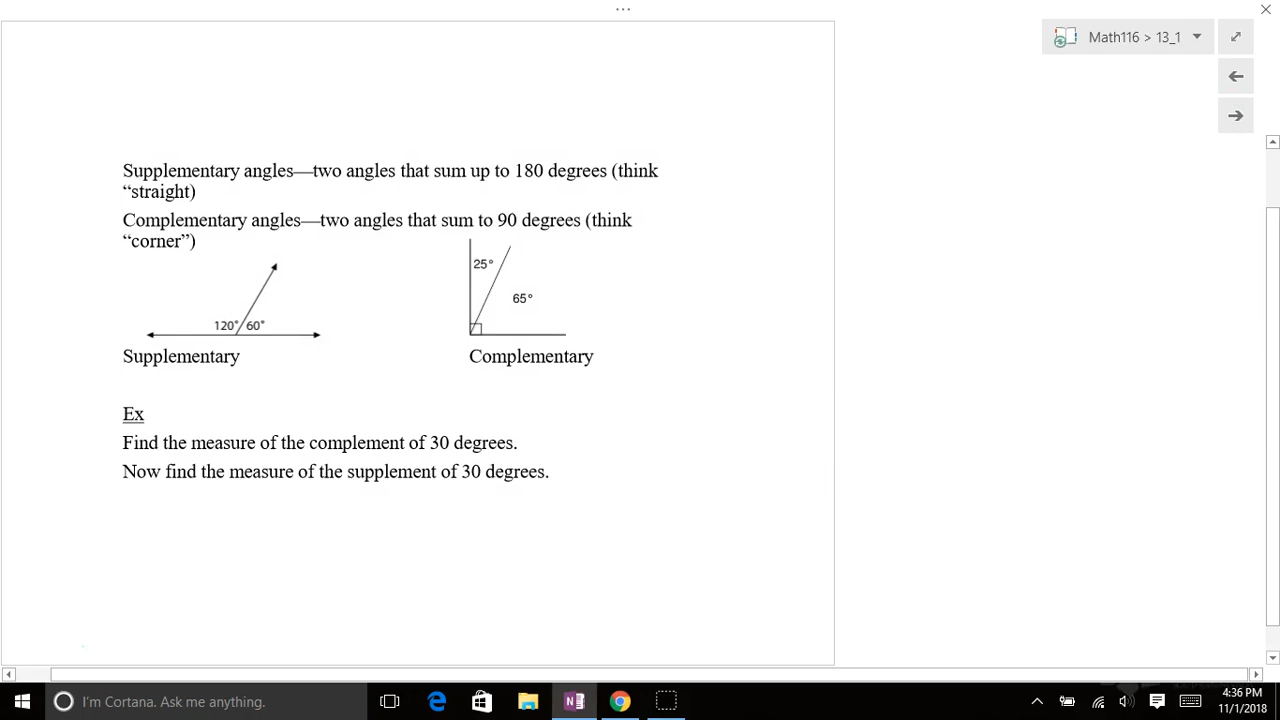 ...
Math116 > 13_1
Supplementary angles—two angles that sum up to 180 degrees (think
“straight)
Complementary angles—two angles that sum to 90 degrees (think
“corner”)
25°
65°
120° 60°
Supplementary
Complementary
Ex
Find the measure of the complement of 30 degrees.
Now find the measure of the supplement of 30 degrees.
I'm Cortana. Ask me anything.
4:36 PM
11/1/2018